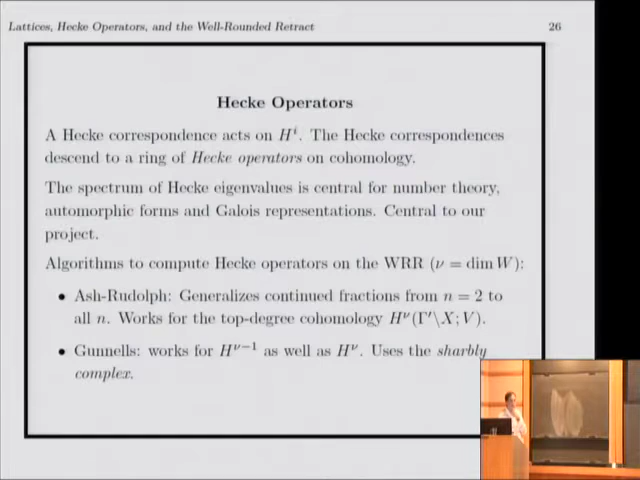 Lattices, Hecke Operators, and the Well-Rounded Retract 26
Hecke Operators
A Hecke correspondence acts on Hⁱ. The Hecke correspondences
descend to a ring of Hecke operators on cohomology.
The spectrum of Hecke eigenvalues is central for number theory,
automorphic forms and Galois representations. Central to our
project.
Algorithms to compute Hecke operators on the WRR (ν = dim W):
• Ash-Rudolph: Generalizes continued fractions from n = 2 to
all n. Works for the top-degree cohomology H^ν(Γ′\X; V).
• Gunnells: works for H^{ν−1} as well as H^ν. Uses the sharbly
complex.